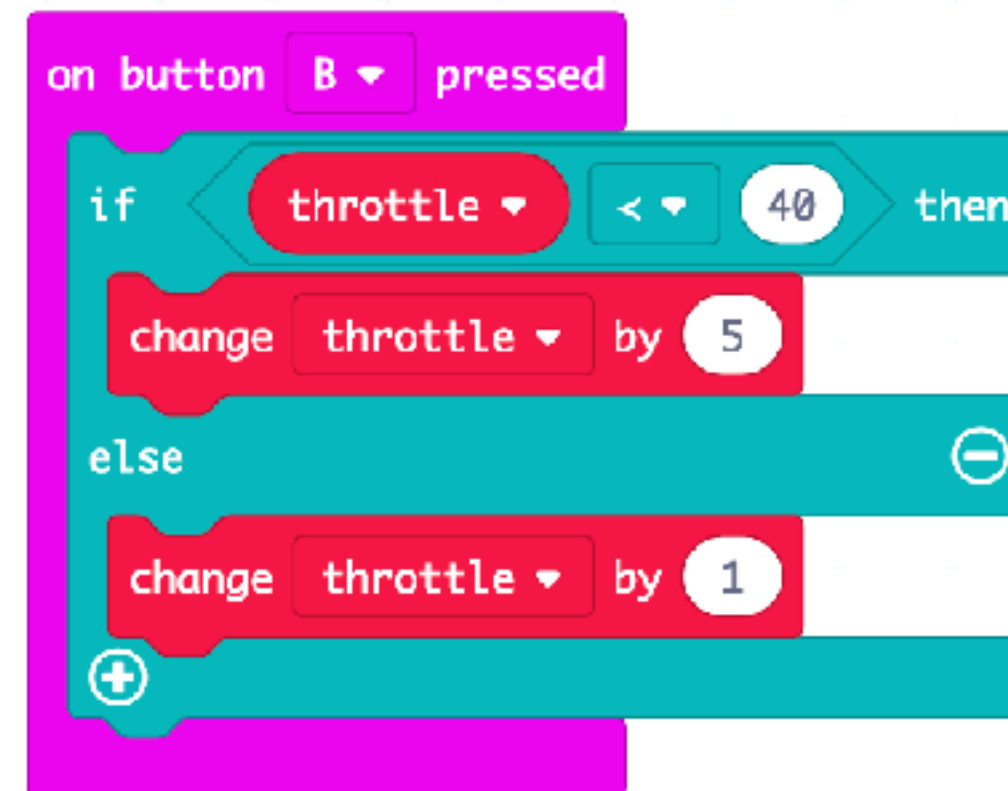 on button B pressed
if throttle < 40 then
change throttle by 5
else
change throttle by 1